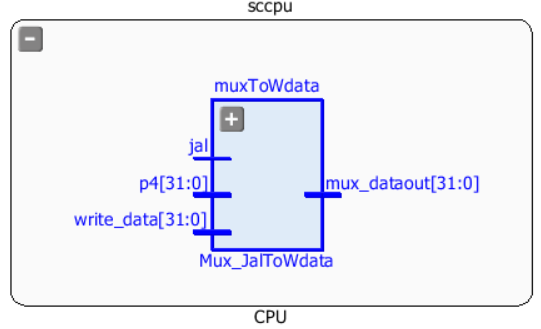 sccpu
muxToWdata
jal
p4[31:0]
mux_dataout[31:0]
write_data[31:0]
Mux_JalToWdata
CPU